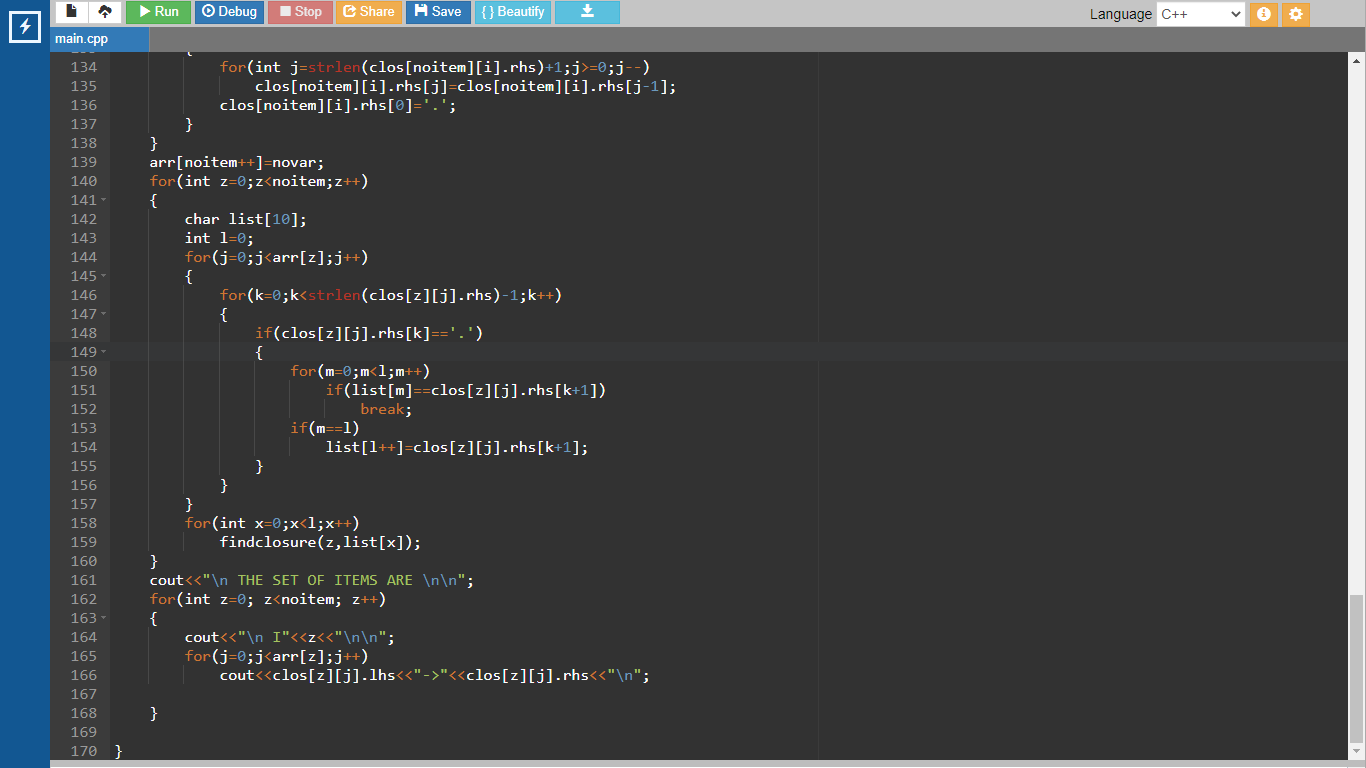 Run Debug Stop Share Save { } Beautify Language C++
main.cpp
{
134 for(int j=strlen(clos[noitem][i].rhs)+1;j>=0;j--)
135 clos[noitem][i].rhs[j]=clos[noitem][i].rhs[j-1];
136 clos[noitem][i].rhs[0]='.';
137 }
138 }
139 arr[noitem++]=novar;
140 for(int z=0;z<noitem;z++)
141 {
142 char list[10];
143 int l=0;
144 for(j=0;j<arr[z];j++)
145 {
146 for(k=0;k<strlen(clos[z][j].rhs)-1;k++)
147 {
148 if(clos[z][j].rhs[k]=='.')
149 {
150 for(m=0;m<l;m++)
151 if(list[m]==clos[z][j].rhs[k+1])
152 break;
153 if(m==l)
154 list[l++]=clos[z][j].rhs[k+1];
155 }
156 }
157 }
158 for(int x=0;x<l;x++)
159 findclosure(z,list[x]);
160 }
161 cout<<"\n THE SET OF ITEMS ARE \n\n";
162 for(int z=0; z<noitem; z++)
163 {
164 cout<<"\n I"<<z<<"\n\n";
165 for(j=0;j<arr[z];j++)
166 cout<<clos[z][j].lhs<<"->"<<clos[z][j].rhs<<"\n";
167
168 }
169
170 }